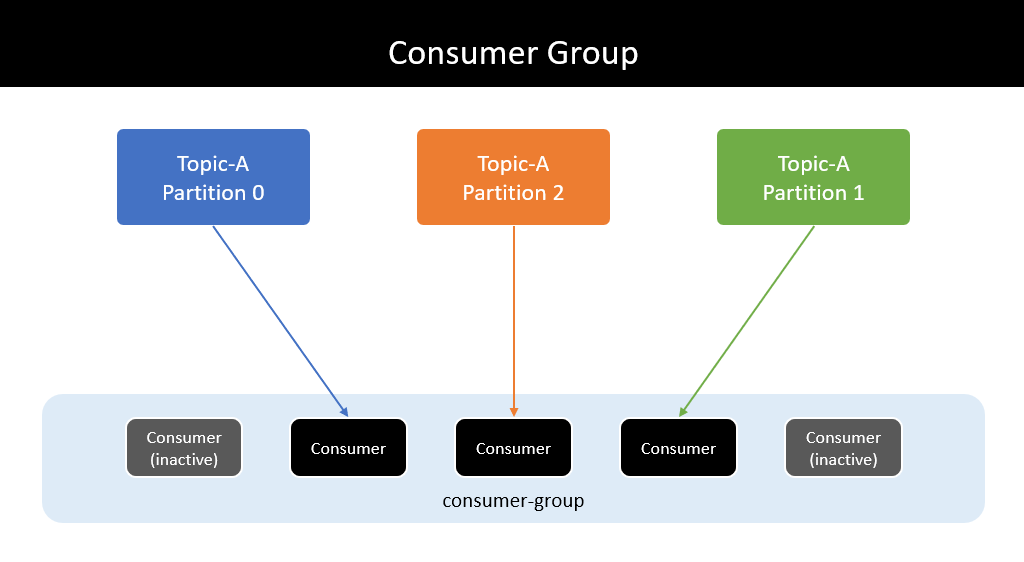 Consumer Group
Topic-A
Partition 0
Topic-A
Partition 2
Topic-A
Partition 1
Consumer
(inactive)
Consumer
Consumer
Consumer
Consumer
(inactive)
consumer-group